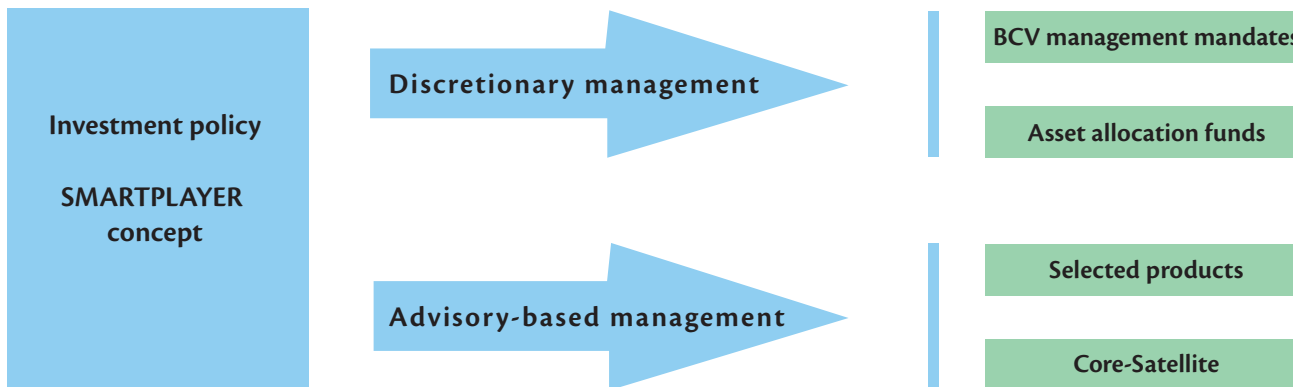 Investment policy
SMARTPLAYER
concept
Discretionary management
BCV management mandates
Asset allocation funds
Advisory-based management
Selected products
Core-Satellite